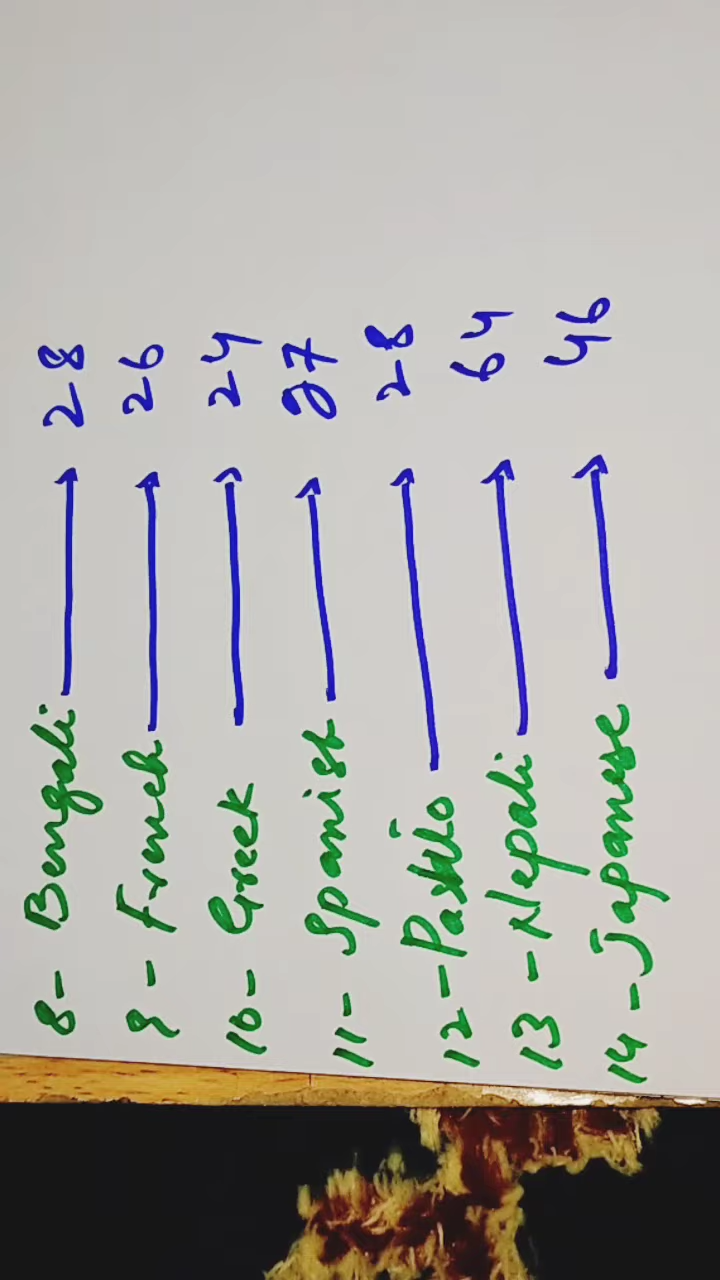 8- Bengali → 28
9- French → 26
10- Greek → 24
11- Spanish → 27
12- Pashto → 28
13- Nepali → 64
14- Japanese → 46